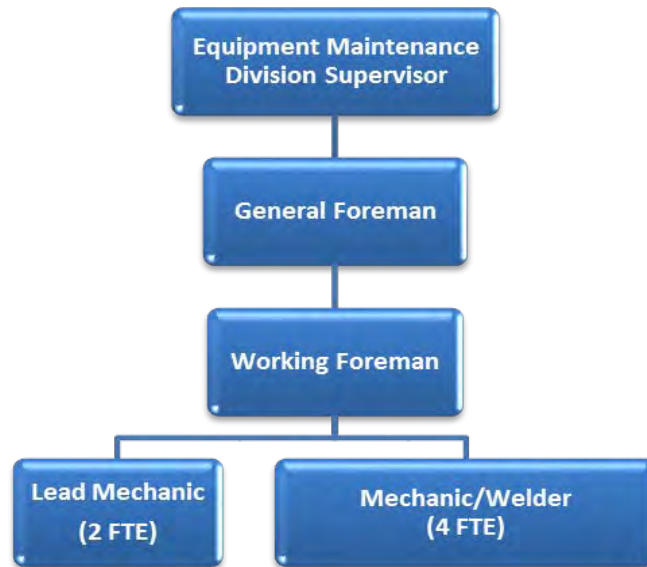 Equipment Maintenance
Division Supervisor
General Foreman
Working Foreman
Lead Mechanic
(2 FTE)
Mechanic/Welder
(4 FTE)